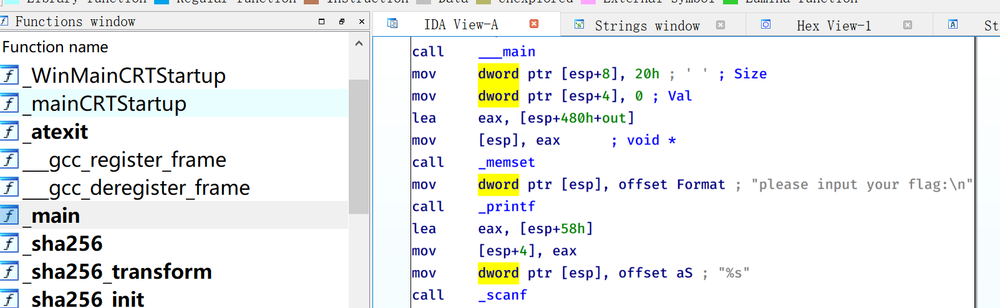 Library function Regular function Instruction Data Unexplored External symbol Lumina function
Functions window
IDA View-A Strings window Hex View-1 St
Function name
_WinMainCRTStartup
_mainCRTStartup
_atexit
___gcc_register_frame
___gcc_deregister_frame
_main
_sha256
_sha256_transform
_sha256_init
call ___main
mov dword ptr [esp+8], 20h ; ' ' ; Size
mov dword ptr [esp+4], 0 ; Val
lea eax, [esp+480h+out]
mov [esp], eax ; void *
call _memset
mov dword ptr [esp], offset Format ; "please input your flag:\n"
call _printf
lea eax, [esp+58h]
mov [esp+4], eax
mov dword ptr [esp], offset aS ; "%s"
call _scanf